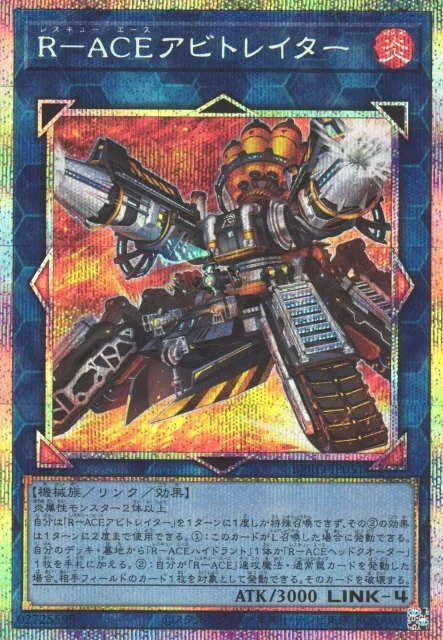 レスキュー エース
R－ACEアビトレイター
炎
【機械族／リンク／効果】
炎属性モンスター2体以上
自分は「R－ACEアビトレイター」を1ターンに1度しか特殊召喚できず、その②の効果
は1ターンに2度まで使用できる。①：このカードがL召喚した場合に発動できる。
自分のデッキ・墓地から「R－ACEハイドラント」1体か「R－ACEヘッドクオーター」
1枚を手札に加える。②：自分が「R－ACE」速攻魔法・通常罠カードを発動した
場合、相手フィールドのカード1枚を対象として発動できる。そのカードを破壊する。
ATK/3000 LINK－4